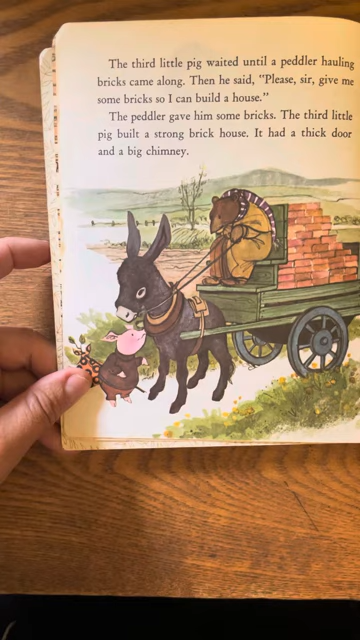 The third little pig waited until a peddler hauling
bricks came along. Then he said, "Please, sir, give me
some bricks so I can build a house."
The peddler gave him some bricks. The third little
pig built a strong brick house. It had a thick door
and a big chimney.